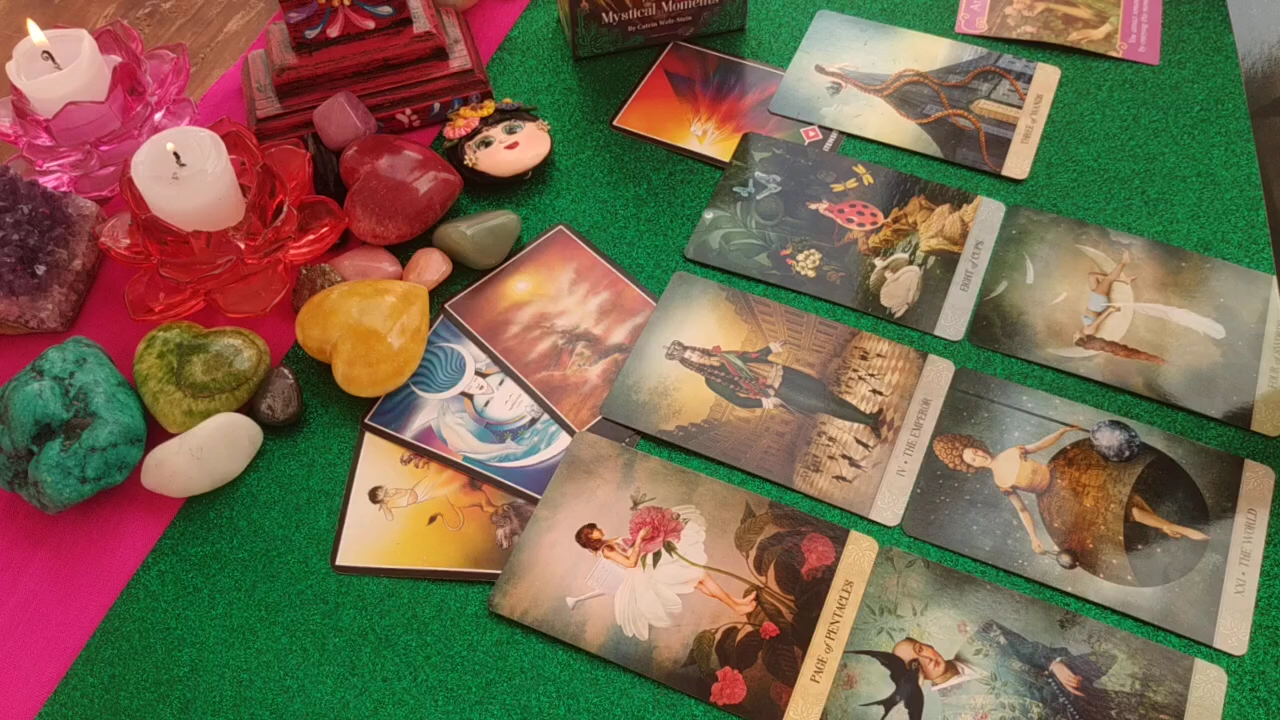 Mystical Moments
By Catrin Welz-Stein
THREE of WANDS
EIGHT of CUPS
IV • THE EMPEROR
XXI • THE WORLD
PAGE of PENTACLES